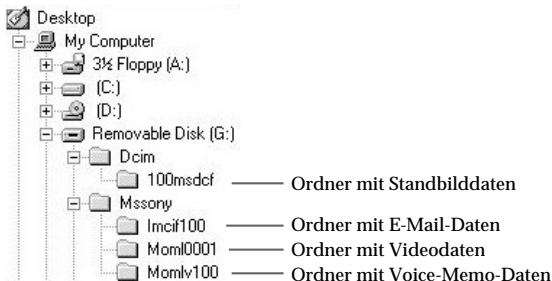 Desktop
My Computer
3½ Floppy (A:)
(C:)
(D:)
Removable Disk (G:)
Dcim
100msdcf Ordner mit Standbilddaten
Mssony
Imcif100 Ordner mit E-Mail-Daten
Moml0001 Ordner mit Videodaten
Momlv100 Ordner mit Voice-Memo-Daten